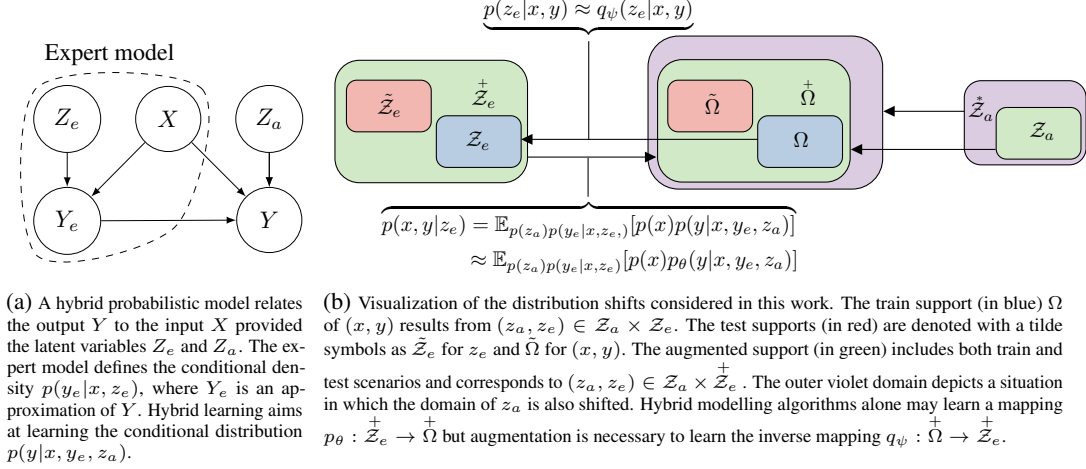 Expert model
Z_e
X
Z_a
Y_e
Y
p(z_e|x, y) ≈ q_ψ(z_e|x, y)
𝒵̃_e
𝒵⁺_e
𝒵_e
Ω̃
Ω⁺
Ω
𝒵*_a
𝒵_a
p(x, y|z_e) = 𝔼_{p(z_a)p(y_e|x,z_e,)}[p(x)p(y|x, y_e, z_a)]
≈ 𝔼_{p(z_a)p(y_e|x,z_e)}[p(x)p_θ(y|x, y_e, z_a)]
(a) A hybrid probabilistic model relates
the output Y to the input X provided
the latent variables Z_e and Z_a. The ex-
pert model defines the conditional den-
sity p(y_e|x, z_e), where Y_e is an ap-
proximation of Y. Hybrid learning aims
at learning the conditional distribution
p(y|x, y_e, z_a).
(b) Visualization of the distribution shifts considered in this work. The train support (in blue) Ω
of (x, y) results from (z_a, z_e) ∈ 𝒵_a × 𝒵_e. The test supports (in red) are denoted with a tilde
symbols as 𝒵̃_e for z_e and Ω̃ for (x, y). The augmented support (in green) includes both train and
test scenarios and corresponds to (z_a, z_e) ∈ 𝒵_a × 𝒵⁺_e . The outer violet domain depicts a situation
in which the domain of z_a is also shifted. Hybrid modelling algorithms alone may learn a mapping
p_θ : 𝒵⁺_e → Ω⁺ but augmentation is necessary to learn the inverse mapping q_ψ : Ω⁺ → 𝒵⁺_e.